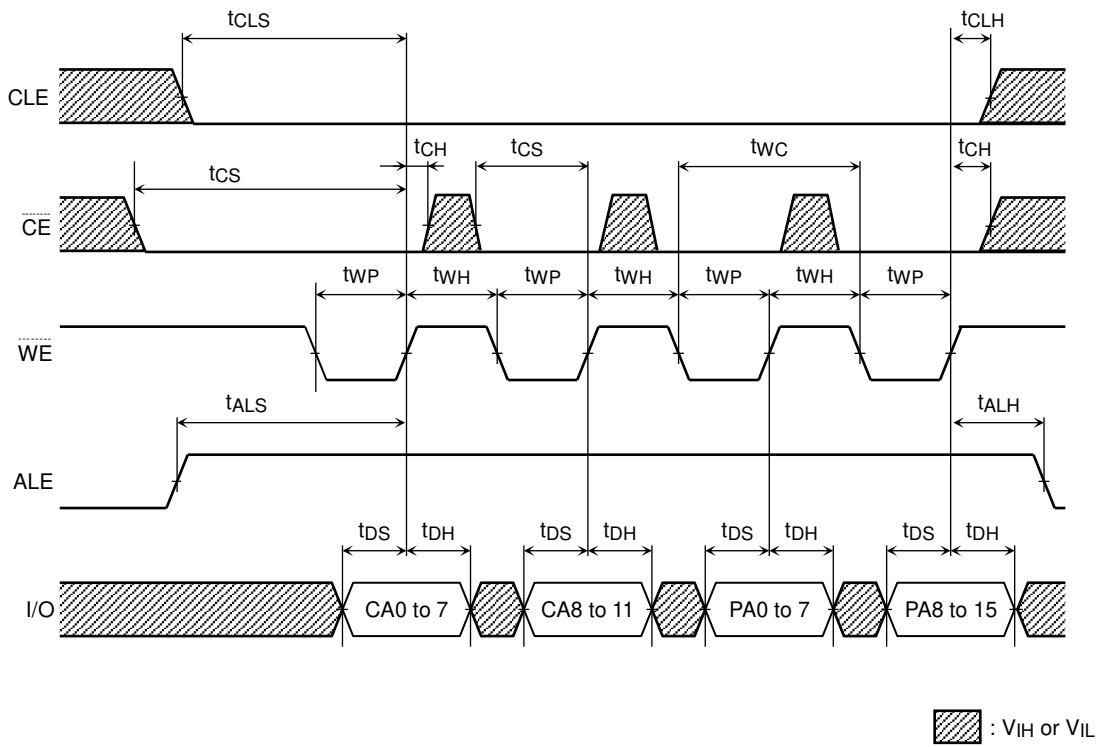 tCLS
tCLH
CLE
tCH
tCS
tWC
tCH
tCS
CE
tWP
tWH
tWP
tWH
tWP
tWH
tWP
WE
tALS
tALH
ALE
tDS
tDH
tDS
tDH
tDS
tDH
tDS
tDH
I/O
CA0 to 7
CA8 to 11
PA0 to 7
PA8 to 15
: VIH or VIL